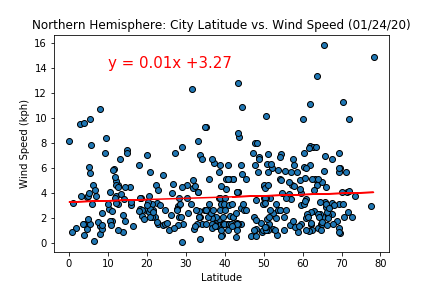 Northern Hemisphere: City Latitude vs. Wind Speed (01/24/20)
y = 0.01x +3.27
16
14
12
10
8
6
4
2
0
Wind Speed (kph)
0 10 20 30 40 50 60 70 80
Latitude